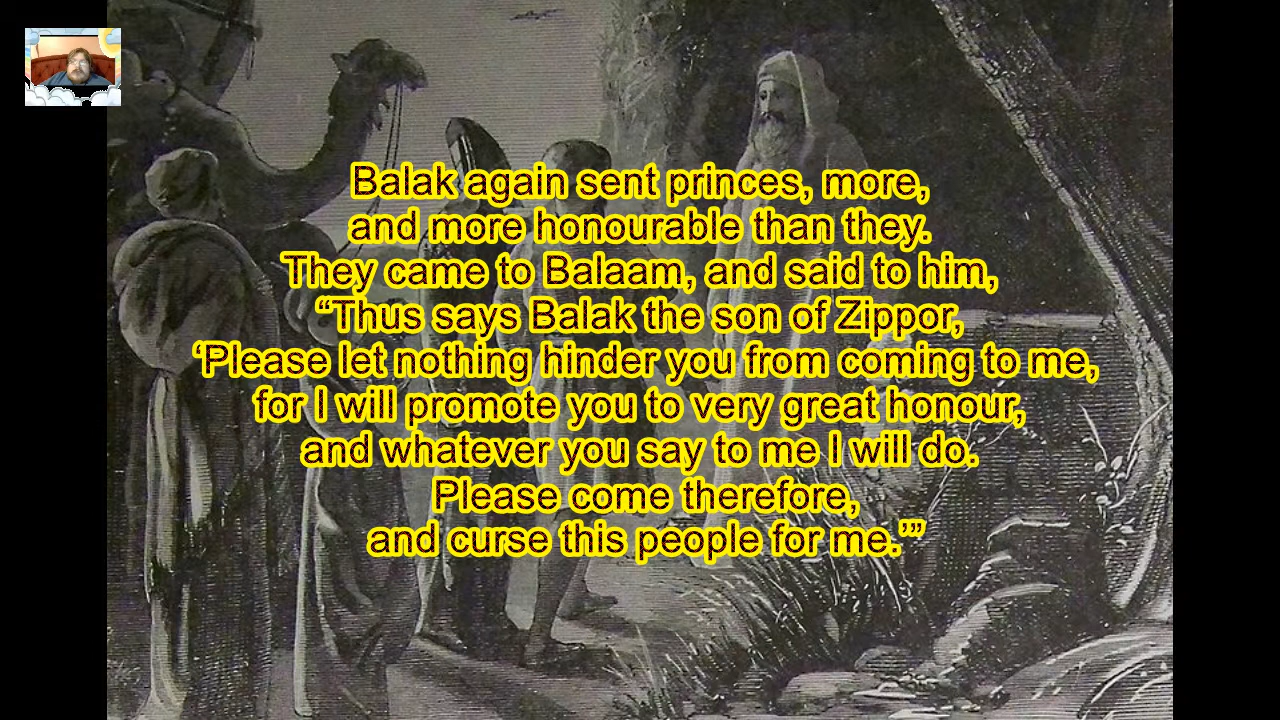 Balak again sent princes, more,
and more honourable than they.
They came to Balaam, and said to him,
“Thus says Balak the son of Zippor,
‘Please let nothing hinder you from coming to me,
for I will promote you to very great honour,
and whatever you say to me I will do.
Please come therefore,
and curse this people for me.’”